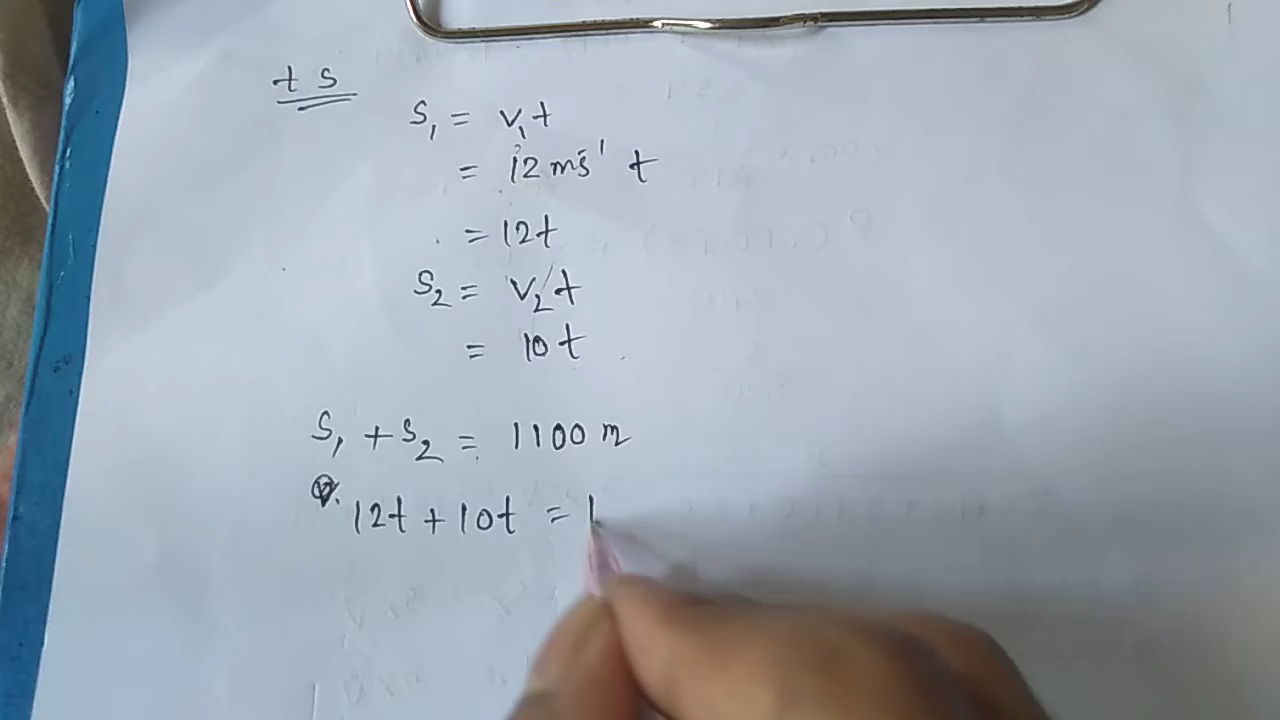 t s
S₁ = V₁t
= 12 ms⁻¹ t
= 12t
S₂ = V₂t
= 10t
S₁ + S₂ = 1100 m
12t + 10t = 1